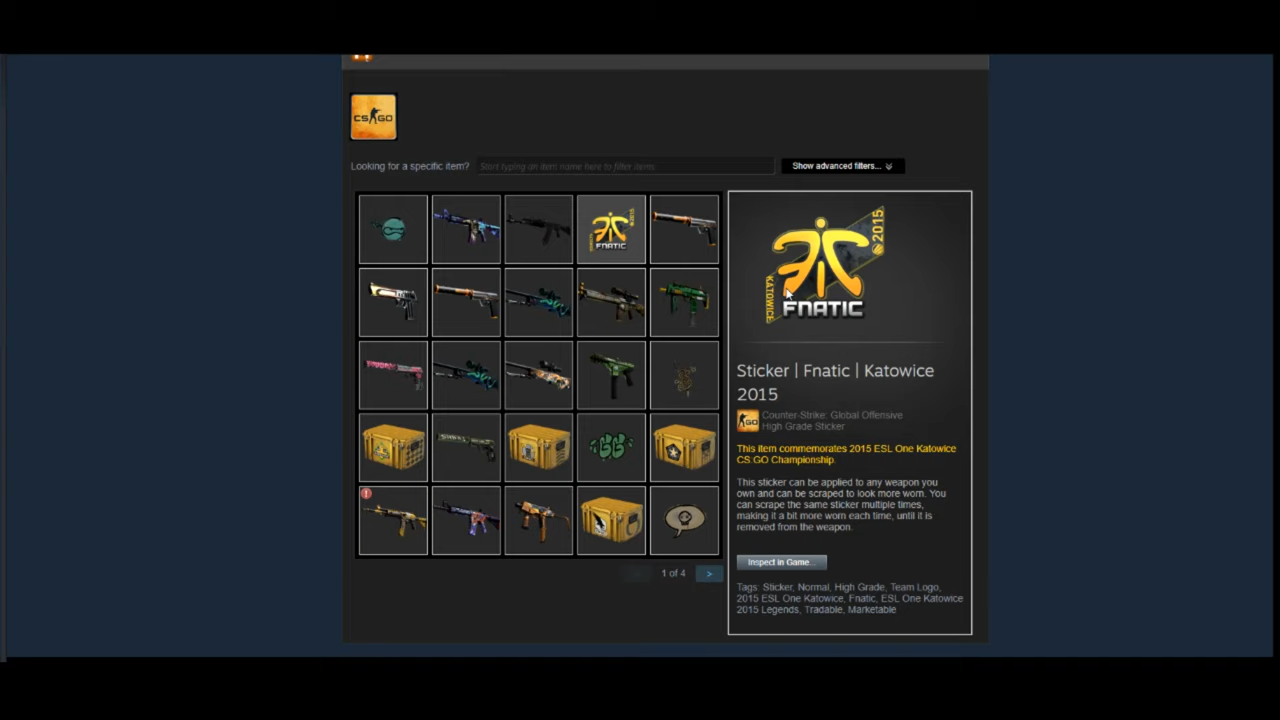 CS GO
Looking for a specific item? Start typing an item name here to filter items
Show advanced filters...
FNATIC
2015
KATOWICE
FNATIC
Sticker | Fnatic | Katowice
2015
Counter-Strike: Global Offensive
High Grade Sticker
This item commemorates 2015 ESL One Katowice
CS:GO Championship.
This sticker can be applied to any weapon you
own and can be scraped to look more worn. You
can scrape the same sticker multiple times,
making it a bit more worn each time, until it is
removed from the weapon.
Inspect in Game...
1 of 4 >
Tags: Sticker, Normal, High Grade, Team Logo,
2015 ESL One Katowice, Fnatic, ESL One Katowice
2015 Legends, Tradable, Marketable